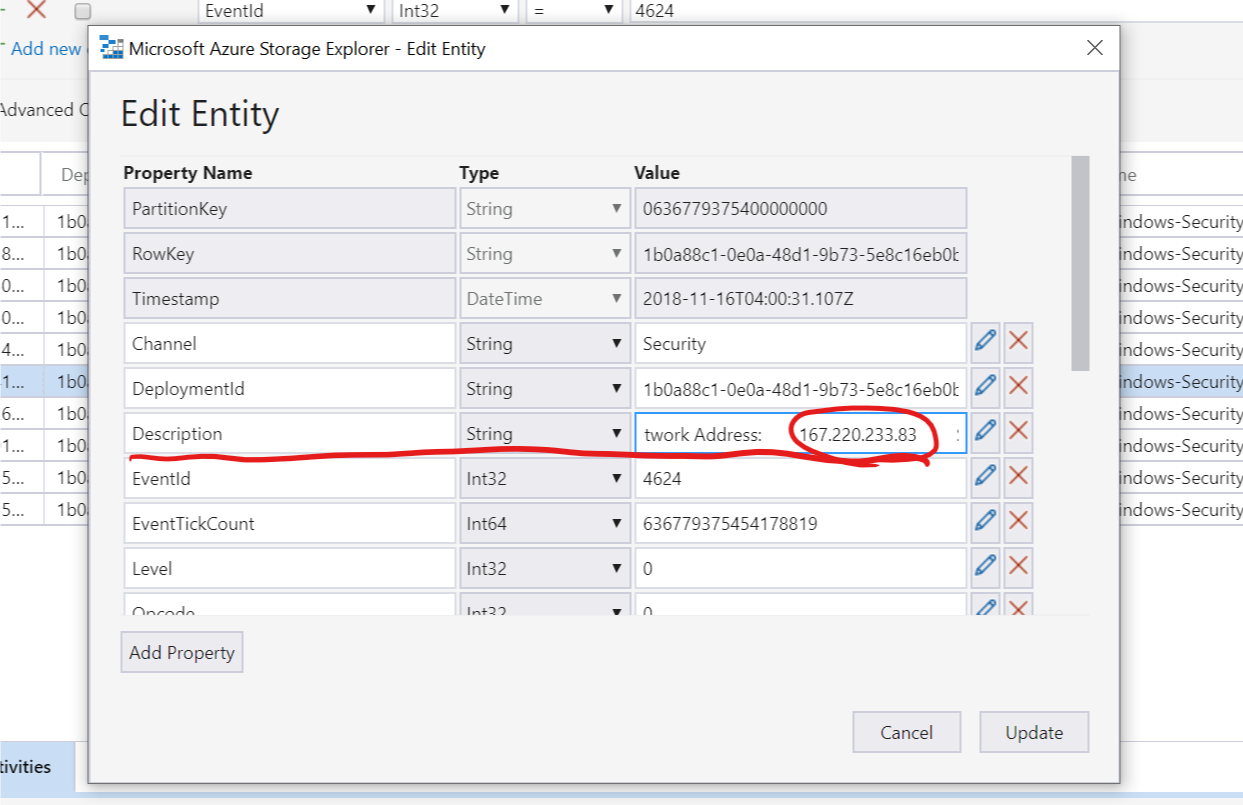 EventId Int32 = 4624
Add new
Microsoft Azure Storage Explorer - Edit Entity
Advanced
Edit Entity
Property Name Type Value
PartitionKey String 0636779375400000000
RowKey String 1b0a88c1-0e0a-48d1-9b73-5e8c16eb0b
Timestamp DateTime 2018-11-16T04:00:31.107Z
1... 1b0 indows-Security
Channel String Security
8... 1b0 indows-Security
0... 1b0 indows-Security
0... 1b0 indows-Security
4... 1b0 indows-Security
DeploymentId String 1b0a88c1-0e0a-48d1-9b73-5e8c16eb0b
1... 1b0 indows-Security
6... 1b0 indows-Security
Description String twork Address: 167.220.233.83
1... 1b0 indows-Security
EventId Int32 4624
5... 1b0 indows-Security
5... 1b0 indows-Security
EventTickCount Int64 636779375454178819
Level Int32 0
Opcode Int32 0
Add Property
Cancel Update
tivities